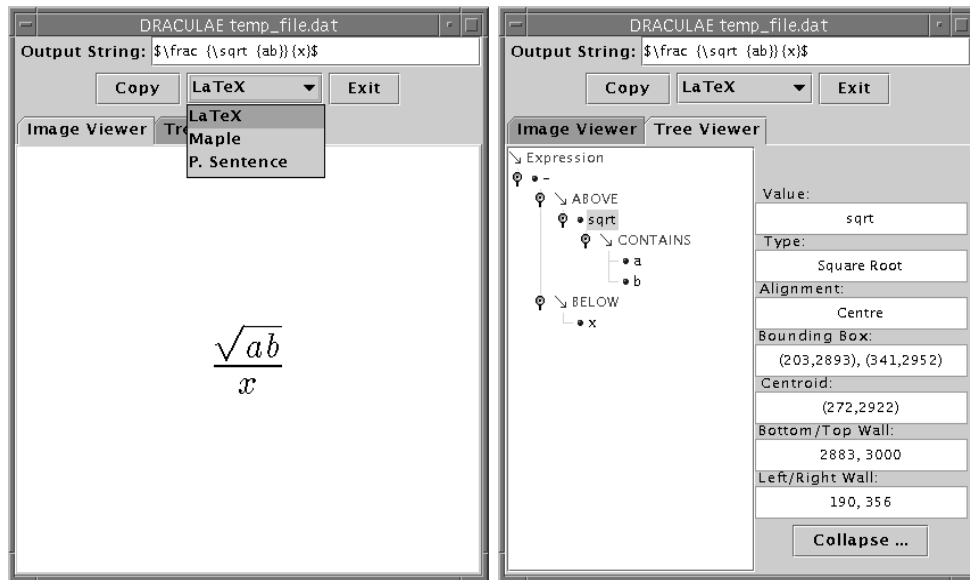 DRACULAE temp_file.dat
Output String: $\frac {\sqrt {ab}}{x}$
Copy LaTeX Exit
LaTeX
Maple
P. Sentence
Image Viewer Tre
√ab
x
DRACULAE temp_file.dat
Output String: $\frac {\sqrt {ab}}{x}$
Copy LaTeX Exit
Image Viewer Tree Viewer
Expression
-
ABOVE
sqrt
CONTAINS
a
b
BELOW
x
Value:
sqrt
Type:
Square Root
Alignment:
Centre
Bounding Box:
(203,2893), (341,2952)
Centroid:
(272,2922)
Bottom/Top Wall:
2883, 3000
Left/Right Wall:
190, 356
Collapse ...